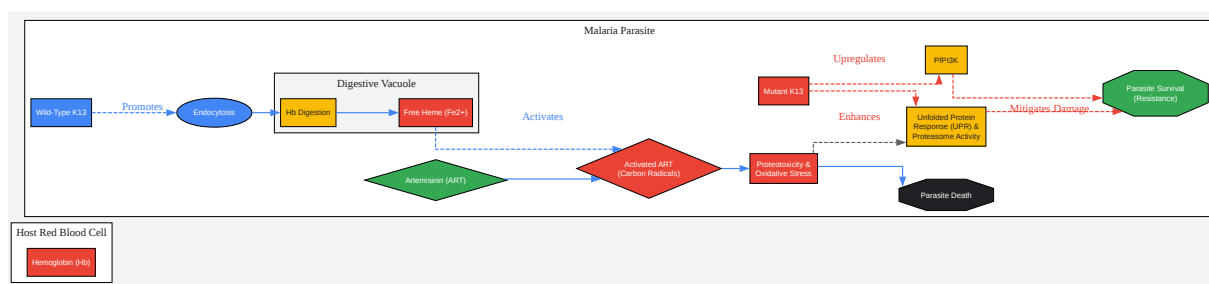 Malaria Parasite
Upregulates
PfPI3K
Digestive Vacuole
Mutant K13
Parasite Survival
(Resistance)
Wild-Type K13
Promotes
Endocytosis
Hb Digestion
Free Heme (Fe2+)
Activates
Enhances
Unfolded Protein
Response (UPR) &
Proteasome Activity
Mitigates Damage
Artemisinin (ART)
Activated ART
(Carbon Radicals)
Proteotoxicity &
Oxidative Stress
Parasite Death
Host Red Blood Cell
Hemoglobin (Hb)